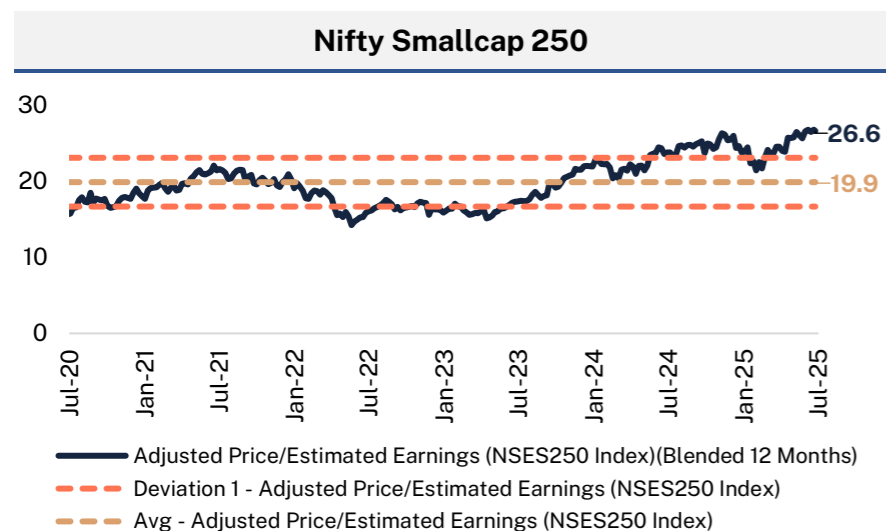 Nifty Smallcap 250
30
20
10
0
26.6
19.9
Jul-20
Jan-21
Jul-21
Jan-22
Jul-22
Jan-23
Jul-23
Jan-24
Jul-24
Jan-25
Jul-25
Adjusted Price/Estimated Earnings (NSES250 Index)(Blended 12 Months)
Deviation 1 - Adjusted Price/Estimated Earnings (NSES250 Index)
Avg - Adjusted Price/Estimated Earnings (NSES250 Index)